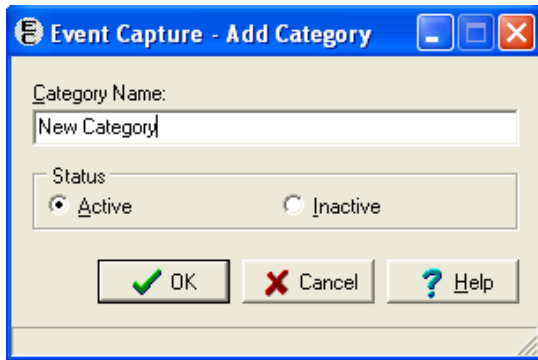 Event Capture - Add Category
Category Name:
New Category
Status
Active Inactive
OK Cancel ? Help